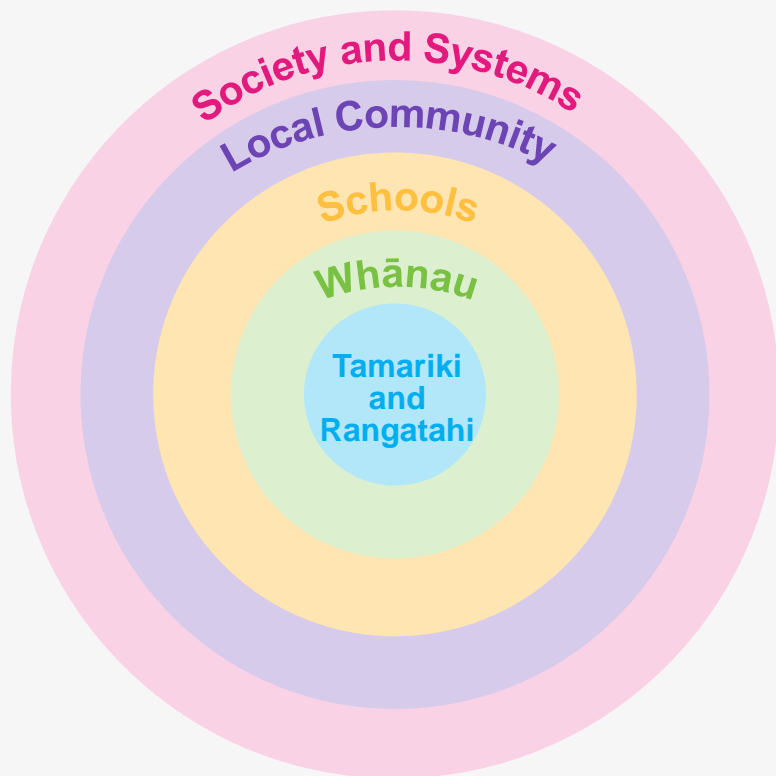 Society and Systems
Local Community
Schools
Whānau
Tamariki
and
Rangatahi